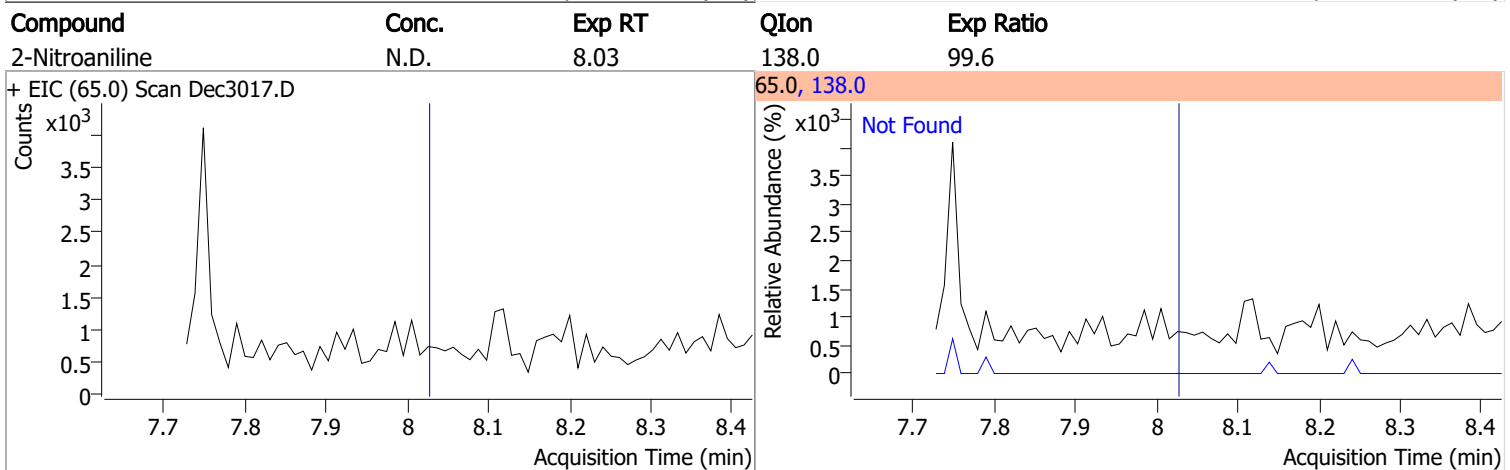 Compound Conc. Exp RT QIon Exp Ratio
2-Nitroaniline N.D. 8.03 138.0 99.6
+ EIC (65.0) Scan Dec3017.D
Counts
x10³
3.5
3
2.5
2
1.5
1
0.5
0
7.7 7.8 7.9 8 8.1 8.2 8.3 8.4
Acquisition Time (min)
65.0, 138.0
Relative Abundance (%)
x10³
Not Found
3.5
3
2.5
2
1.5
1
0.5
0
7.7 7.8 7.9 8 8.1 8.2 8.3 8.4
Acquisition Time (min)